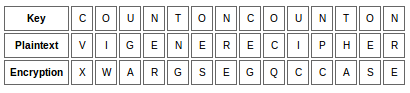 Key C O U N T O N C O U N T O N
Plaintext V I G E N E R E C I P H E R
Encryption X W A R G S E G Q C C A S E